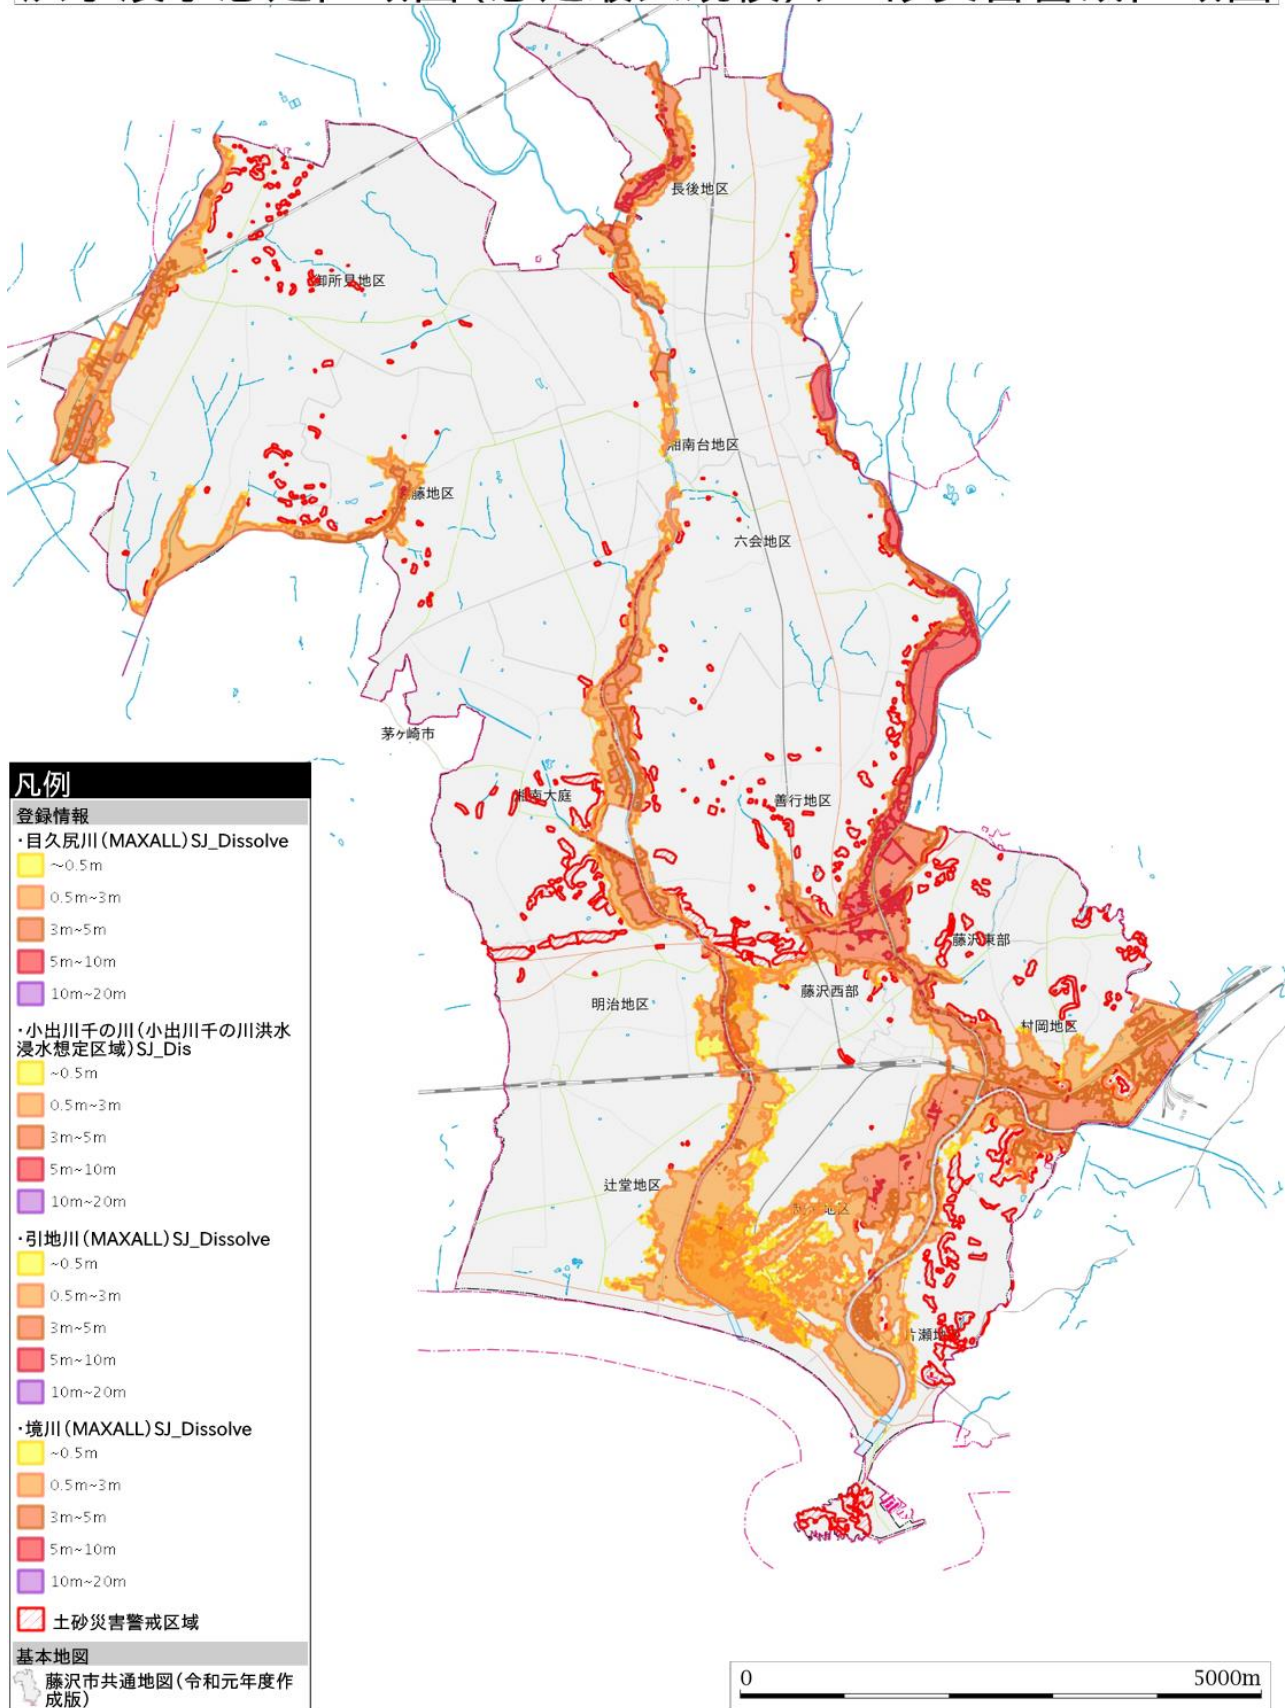 長後地区
御所見地区
湘南台地区
藤地区
六会地区
茅ヶ崎市
湘南大庭
善行地区
藤沢東部
藤沢西部
明治地区
村岡地区
辻堂地区
地区
片瀬地
凡例
登録情報
・目久尻川(MAXALL)SJ_Dissolve
~0.5m
0.5m~3m
3m~5m
5m~10m
10m~20m
・小出川千の川(小出川千の川洪水
浸水想定区域)SJ_Dis
~0.5m
0.5m~3m
3m~5m
5m~10m
10m~20m
・引地川(MAXALL)SJ_Dissolve
~0.5m
0.5m~3m
3m~5m
5m~10m
10m~20m
・境川(MAXALL)SJ_Dissolve
~0.5m
0.5m~3m
3m~5m
5m~10m
10m~20m
土砂災害警戒区域
基本地図
藤沢市共通地図(令和元年度作
成版)
0 5000m